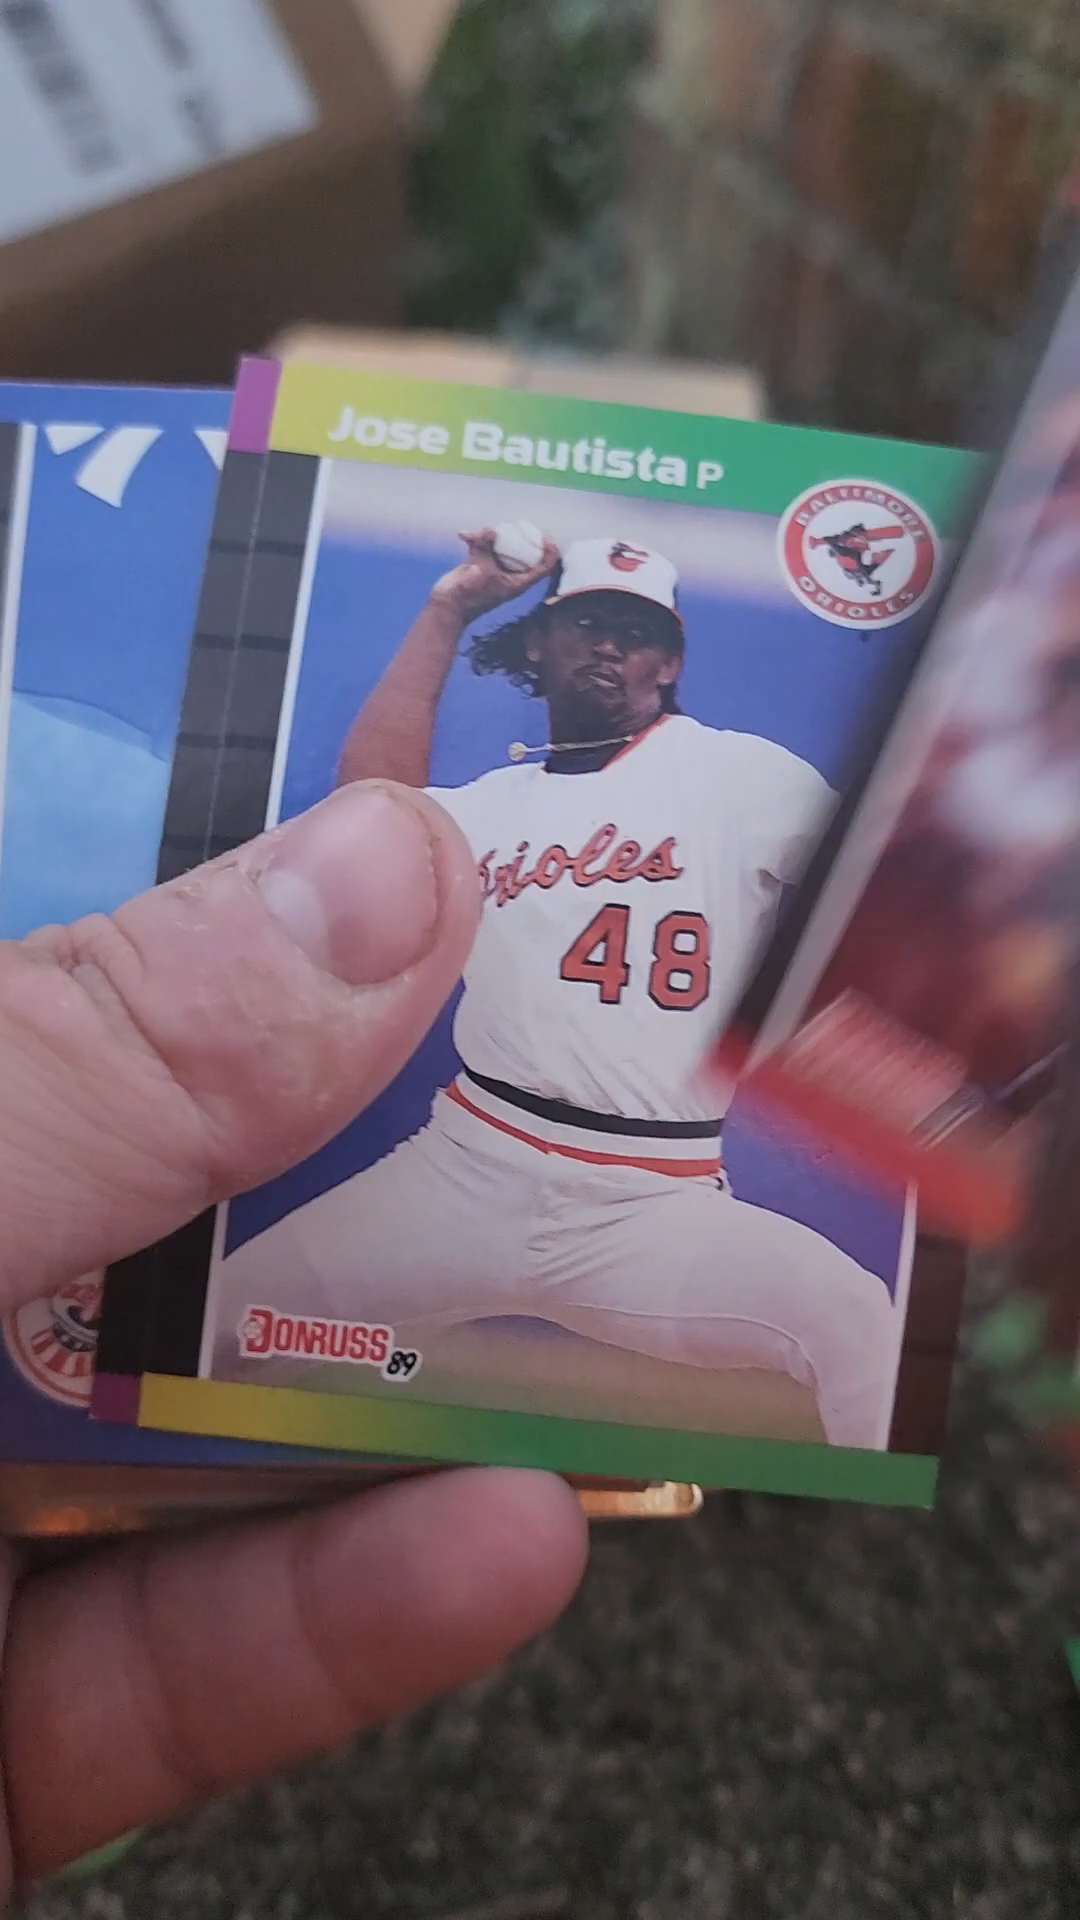 Jose Bautista P
BALTIMORE
ORIOLES
Orioles
48
DONRUSS 89